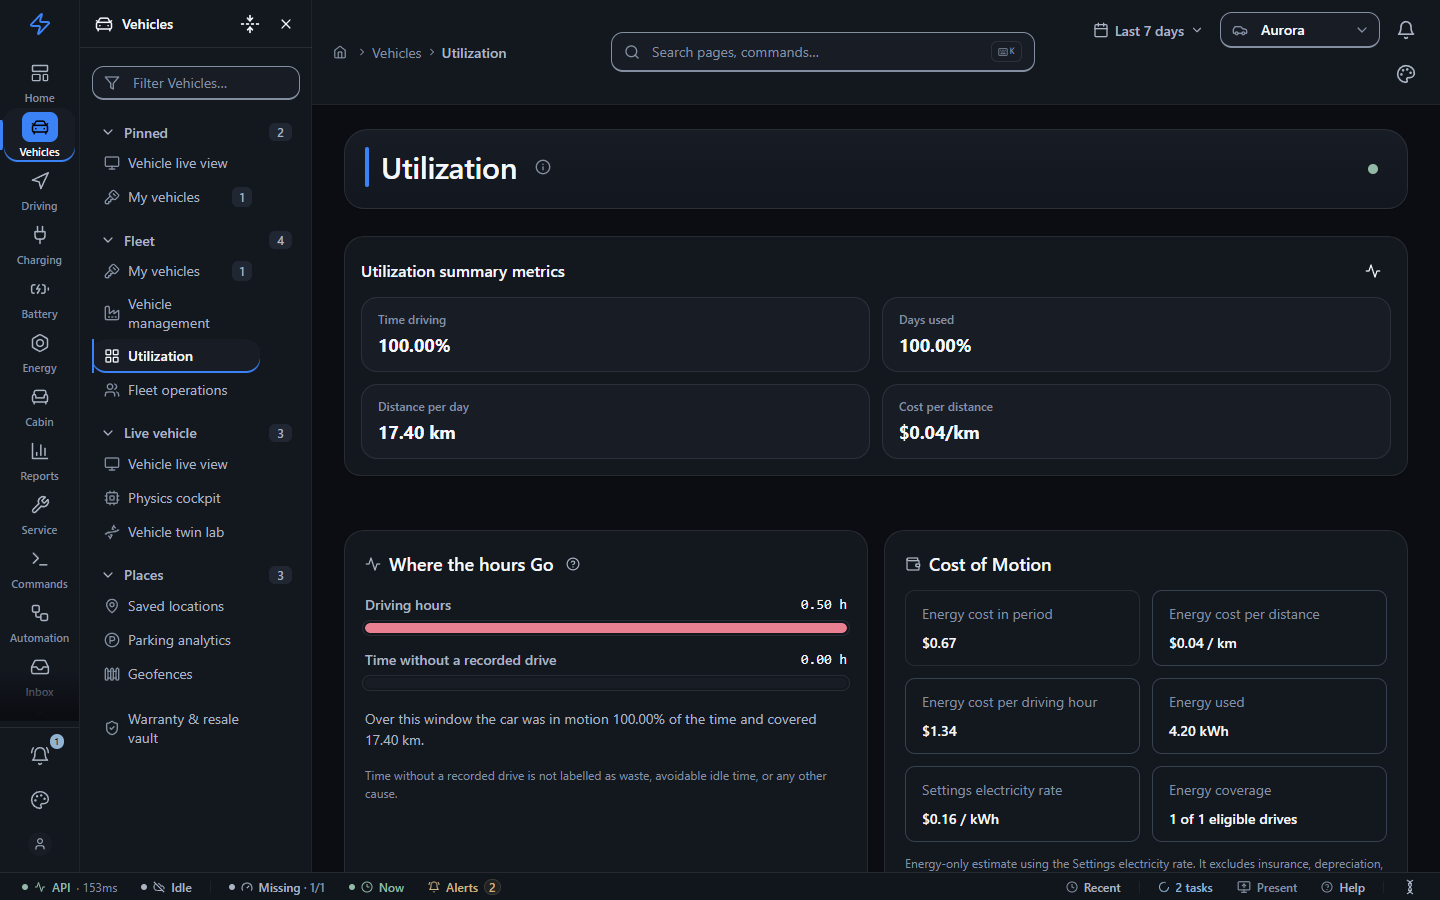 Vehicles
Filter Vehicles...
Home
Vehicles
Driving
Charging
Battery
Energy
Cabin
Reports
Service
Commands
Automation
Inbox
1
Pinned 2
Vehicle live view
My vehicles 1
Fleet 4
My vehicles 1
Vehicle
management
Utilization
Fleet operations
Live vehicle 3
Vehicle live view
Physics cockpit
Vehicle twin lab
Places 3
Saved locations
Parking analytics
Geofences
Warranty & resale
vault
Vehicles Utilization
Search pages, commands... K
Last 7 days
Aurora
Utilization
Utilization summary metrics
Time driving
100.00%
Days used
100.00%
Distance per day
17.40 km
Cost per distance
$0.04/km
Where the hours Go
Driving hours 0.50 h
Time without a recorded drive 0.00 h
Over this window the car was in motion 100.00% of the time and covered
17.40 km.
Time without a recorded drive is not labelled as waste, avoidable idle time, or any other
cause.
Cost of Motion
Energy cost in period
$0.67
Energy cost per distance
$0.04 / km
Energy cost per driving hour
$1.34
Energy used
4.20 kWh
Settings electricity rate
$0.16 / kWh
Energy coverage
1 of 1 eligible drives
Energy-only estimate using the Settings electricity rate. It excludes insurance, depreciation,
API · 153ms
Idle
Missing · 1/1
Now
Alerts 2
Recent
2 tasks
Present
Help